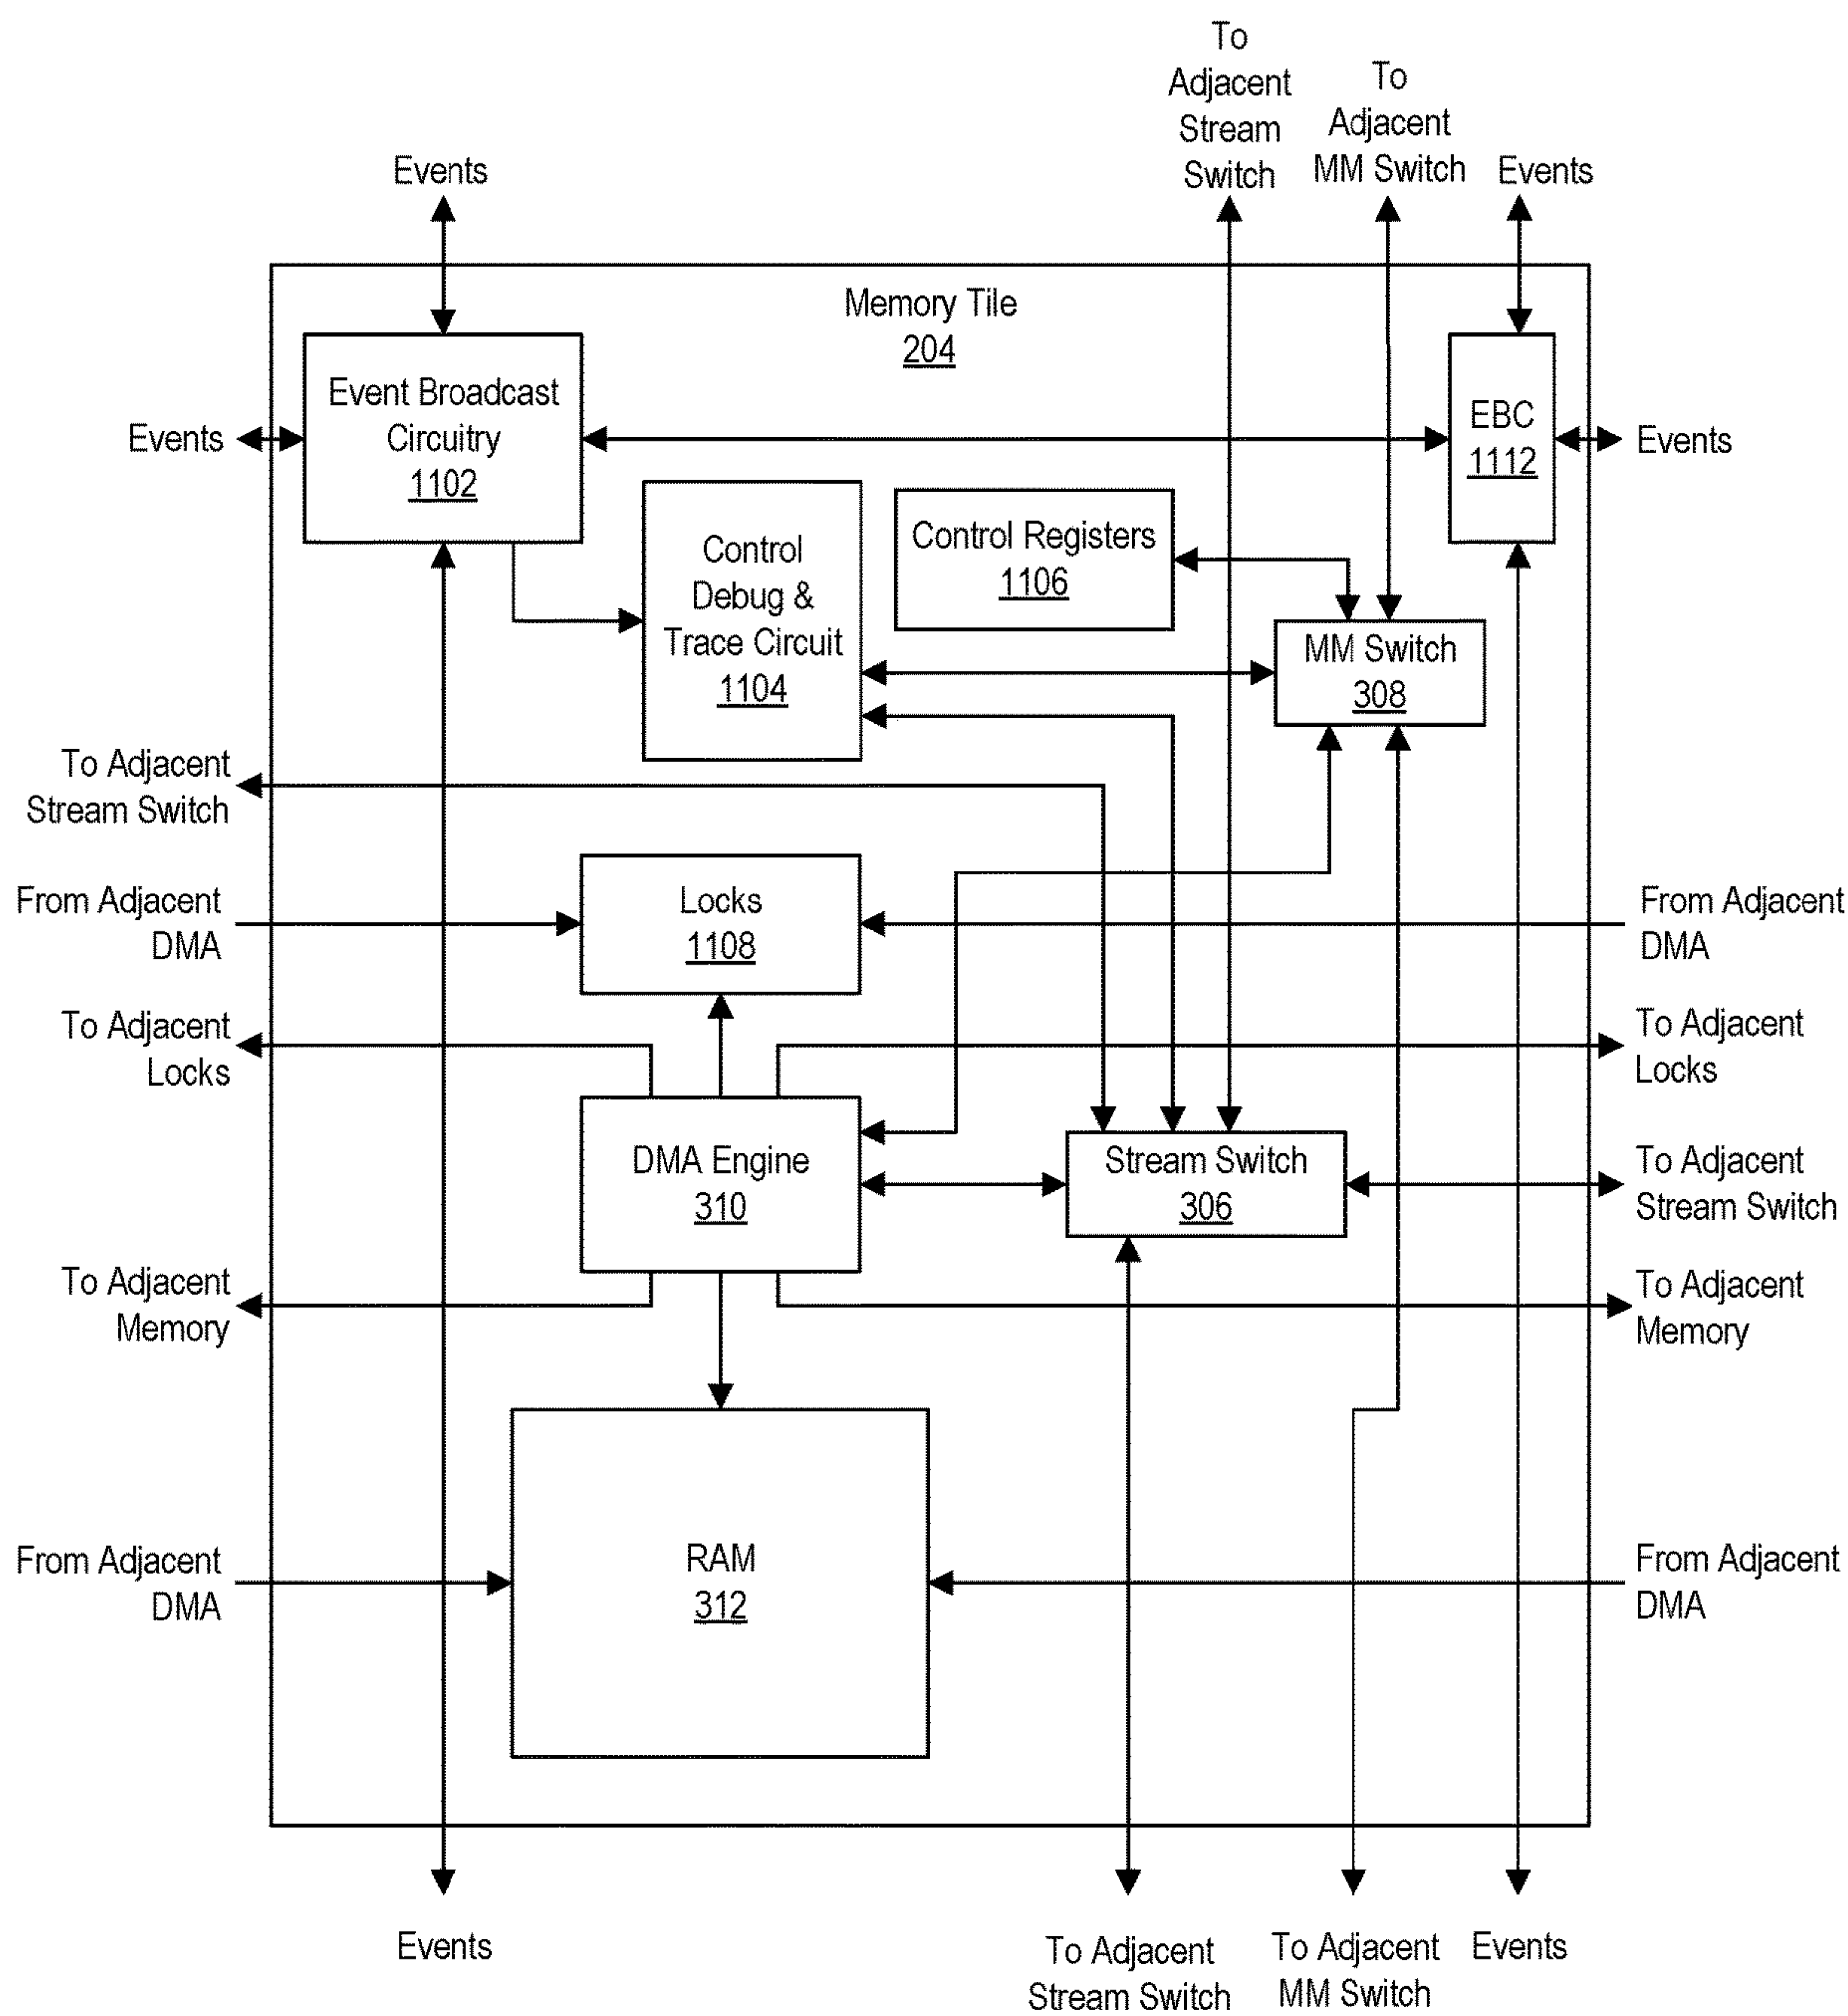 To
Adjacent
Stream
Switch
To
Adjacent
MM Switch
Events
Events
Memory Tile
204
Event Broadcast
Circuitry
1102
EBC
1112
Events
Events
Control
Debug &
Trace Circuit
1104
Control Registers
1106
MM Switch
308
To Adjacent
Stream Switch
From Adjacent
DMA
Locks
1108
From Adjacent
DMA
To Adjacent
Locks
To Adjacent
Locks
DMA Engine
310
Stream Switch
306
To Adjacent
Stream Switch
To Adjacent
Memory
To Adjacent
Memory
From Adjacent
DMA
RAM
312
From Adjacent
DMA
Events
To Adjacent
Stream Switch
To Adjacent
MM Switch
Events